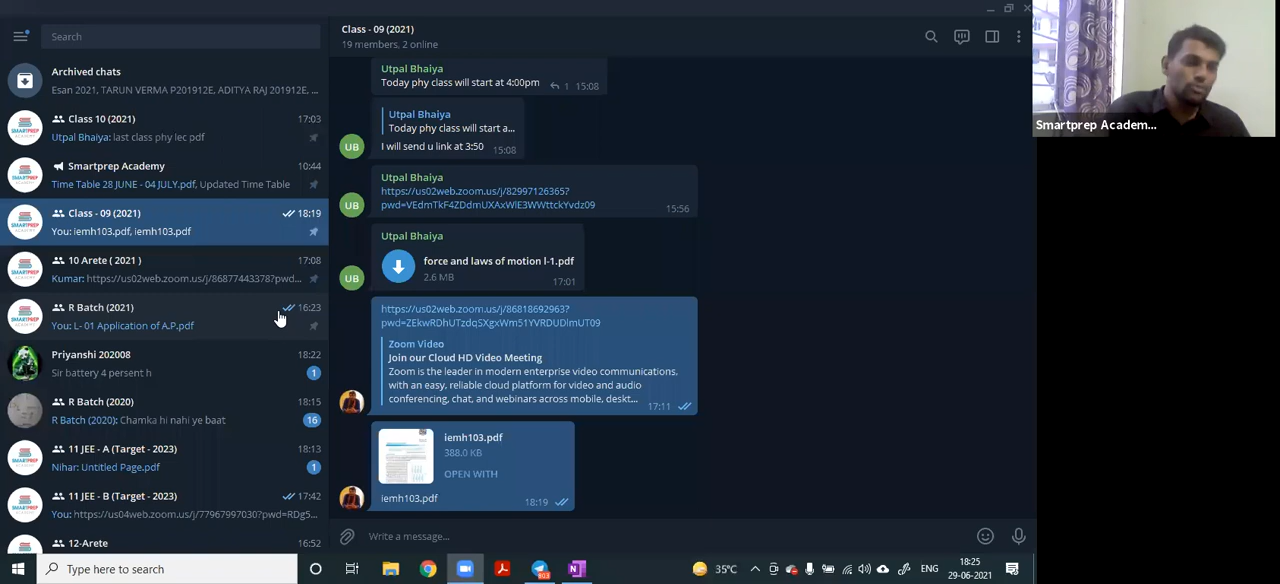 Search
Archived chats
Esan 2021, TARUN VERMA P201912E, ADITYA RAJ 201912E, ...
Class 10 (2021) 17:03
Utpal Bhaiya: last class phy lec pdf
Smartprep Academy 10:44
Time Table 28 JUNE - 04 JULY.pdf, Updated Time Table
Class - 09 (2021) 18:19
You: iemh103.pdf, iemh103.pdf
10 Arete ( 2021 ) 17:08
Kumar: https://us02web.zoom.us/j/86877443378?pwd...
R Batch (2021) 16:23
You: L- 01 Application of A.P.pdf
Priyanshi 202008 18:22
Sir battery 4 persent h 1
R Batch (2020) 18:15
R Batch (2020): Chamka hi nahi ye baat 16
11 JEE - A (Target - 2023) 18:13
Nihar: Untitled Page.pdf 1
11 JEE - B (Target - 2023) 17:42
You: https://us04web.zoom.us/j/77967997030?pwd=RDg5...
12-Arete 16:52
Class - 09 (2021)
19 members, 2 online
Utpal Bhaiya
Today phy class will start at 4:00pm 1 15:08
Utpal Bhaiya
Today phy class will start a...
I will send u link at 3:50 15:08
UB
Utpal Bhaiya
https://us02web.zoom.us/j/82997126365?
pwd=VEdmTkF4ZDdmUXAxWlE3WWttckYvdz09 15:56
UB
Utpal Bhaiya
force and laws of motion l-1.pdf
2.6 MB 17:01
UB
https://us02web.zoom.us/j/86818692963?
pwd=ZEkwRDhUTzdqSXgxWm51YVRDUDlmUT09
Zoom Video
Join our Cloud HD Video Meeting
Zoom is the leader in modern enterprise video communications,
with an easy, reliable cloud platform for video and audio
conferencing, chat, and webinars across mobile, deskt...
17:11
iemh103.pdf
388.0 KB
OPEN WITH
iemh103.pdf 18:19
Write a message...
Smartprep Academ...
Type here to search
35°C
ENG
18:25
29-06-2021